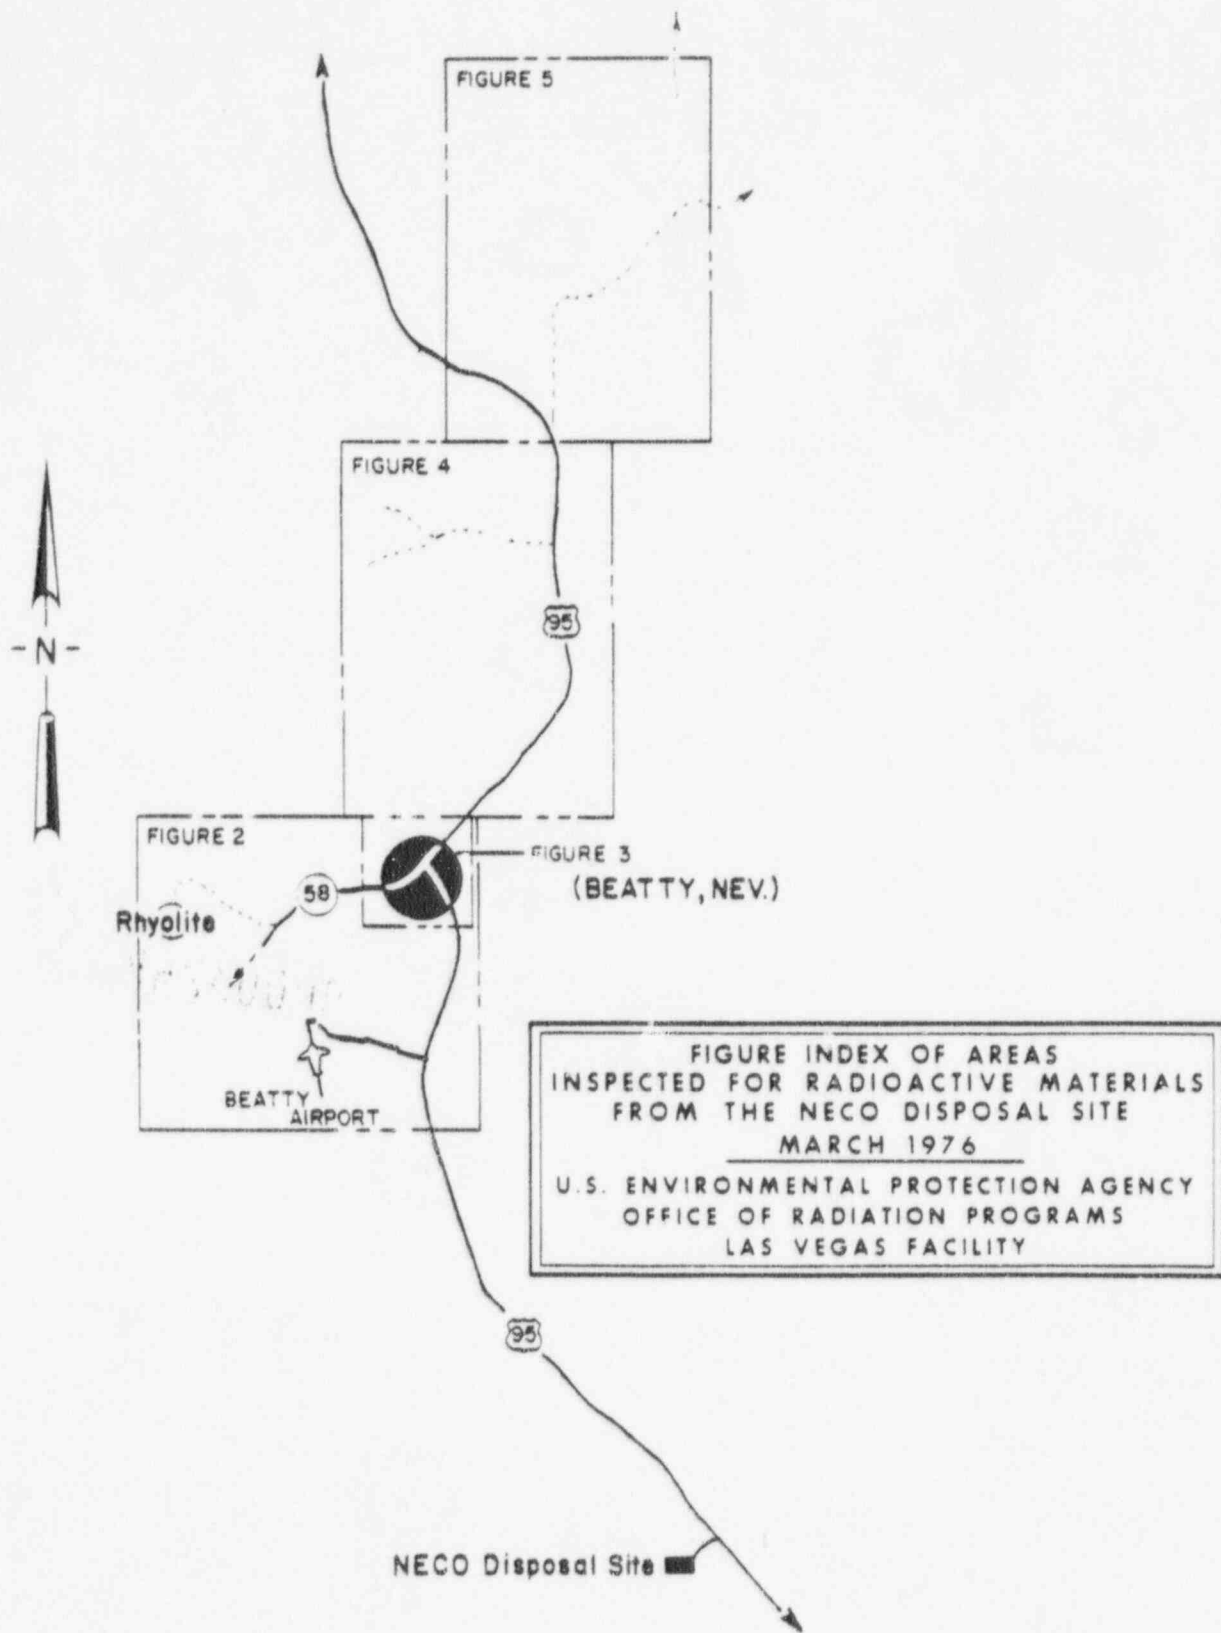 FIGURE 5
FIGURE 4
-N-
95
FIGURE 2
FIGURE 3
(BEATTY, NEV.)
58
Rhyolite
BEATTY
AIRPORT
FIGURE INDEX OF AREAS
INSPECTED FOR RADIOACTIVE MATERIALS
FROM THE NECO DISPOSAL SITE
MARCH 1976
U.S. ENVIRONMENTAL PROTECTION AGENCY
OFFICE OF RADIATION PROGRAMS
LAS VEGAS FACILITY
95
NECO Disposal Site